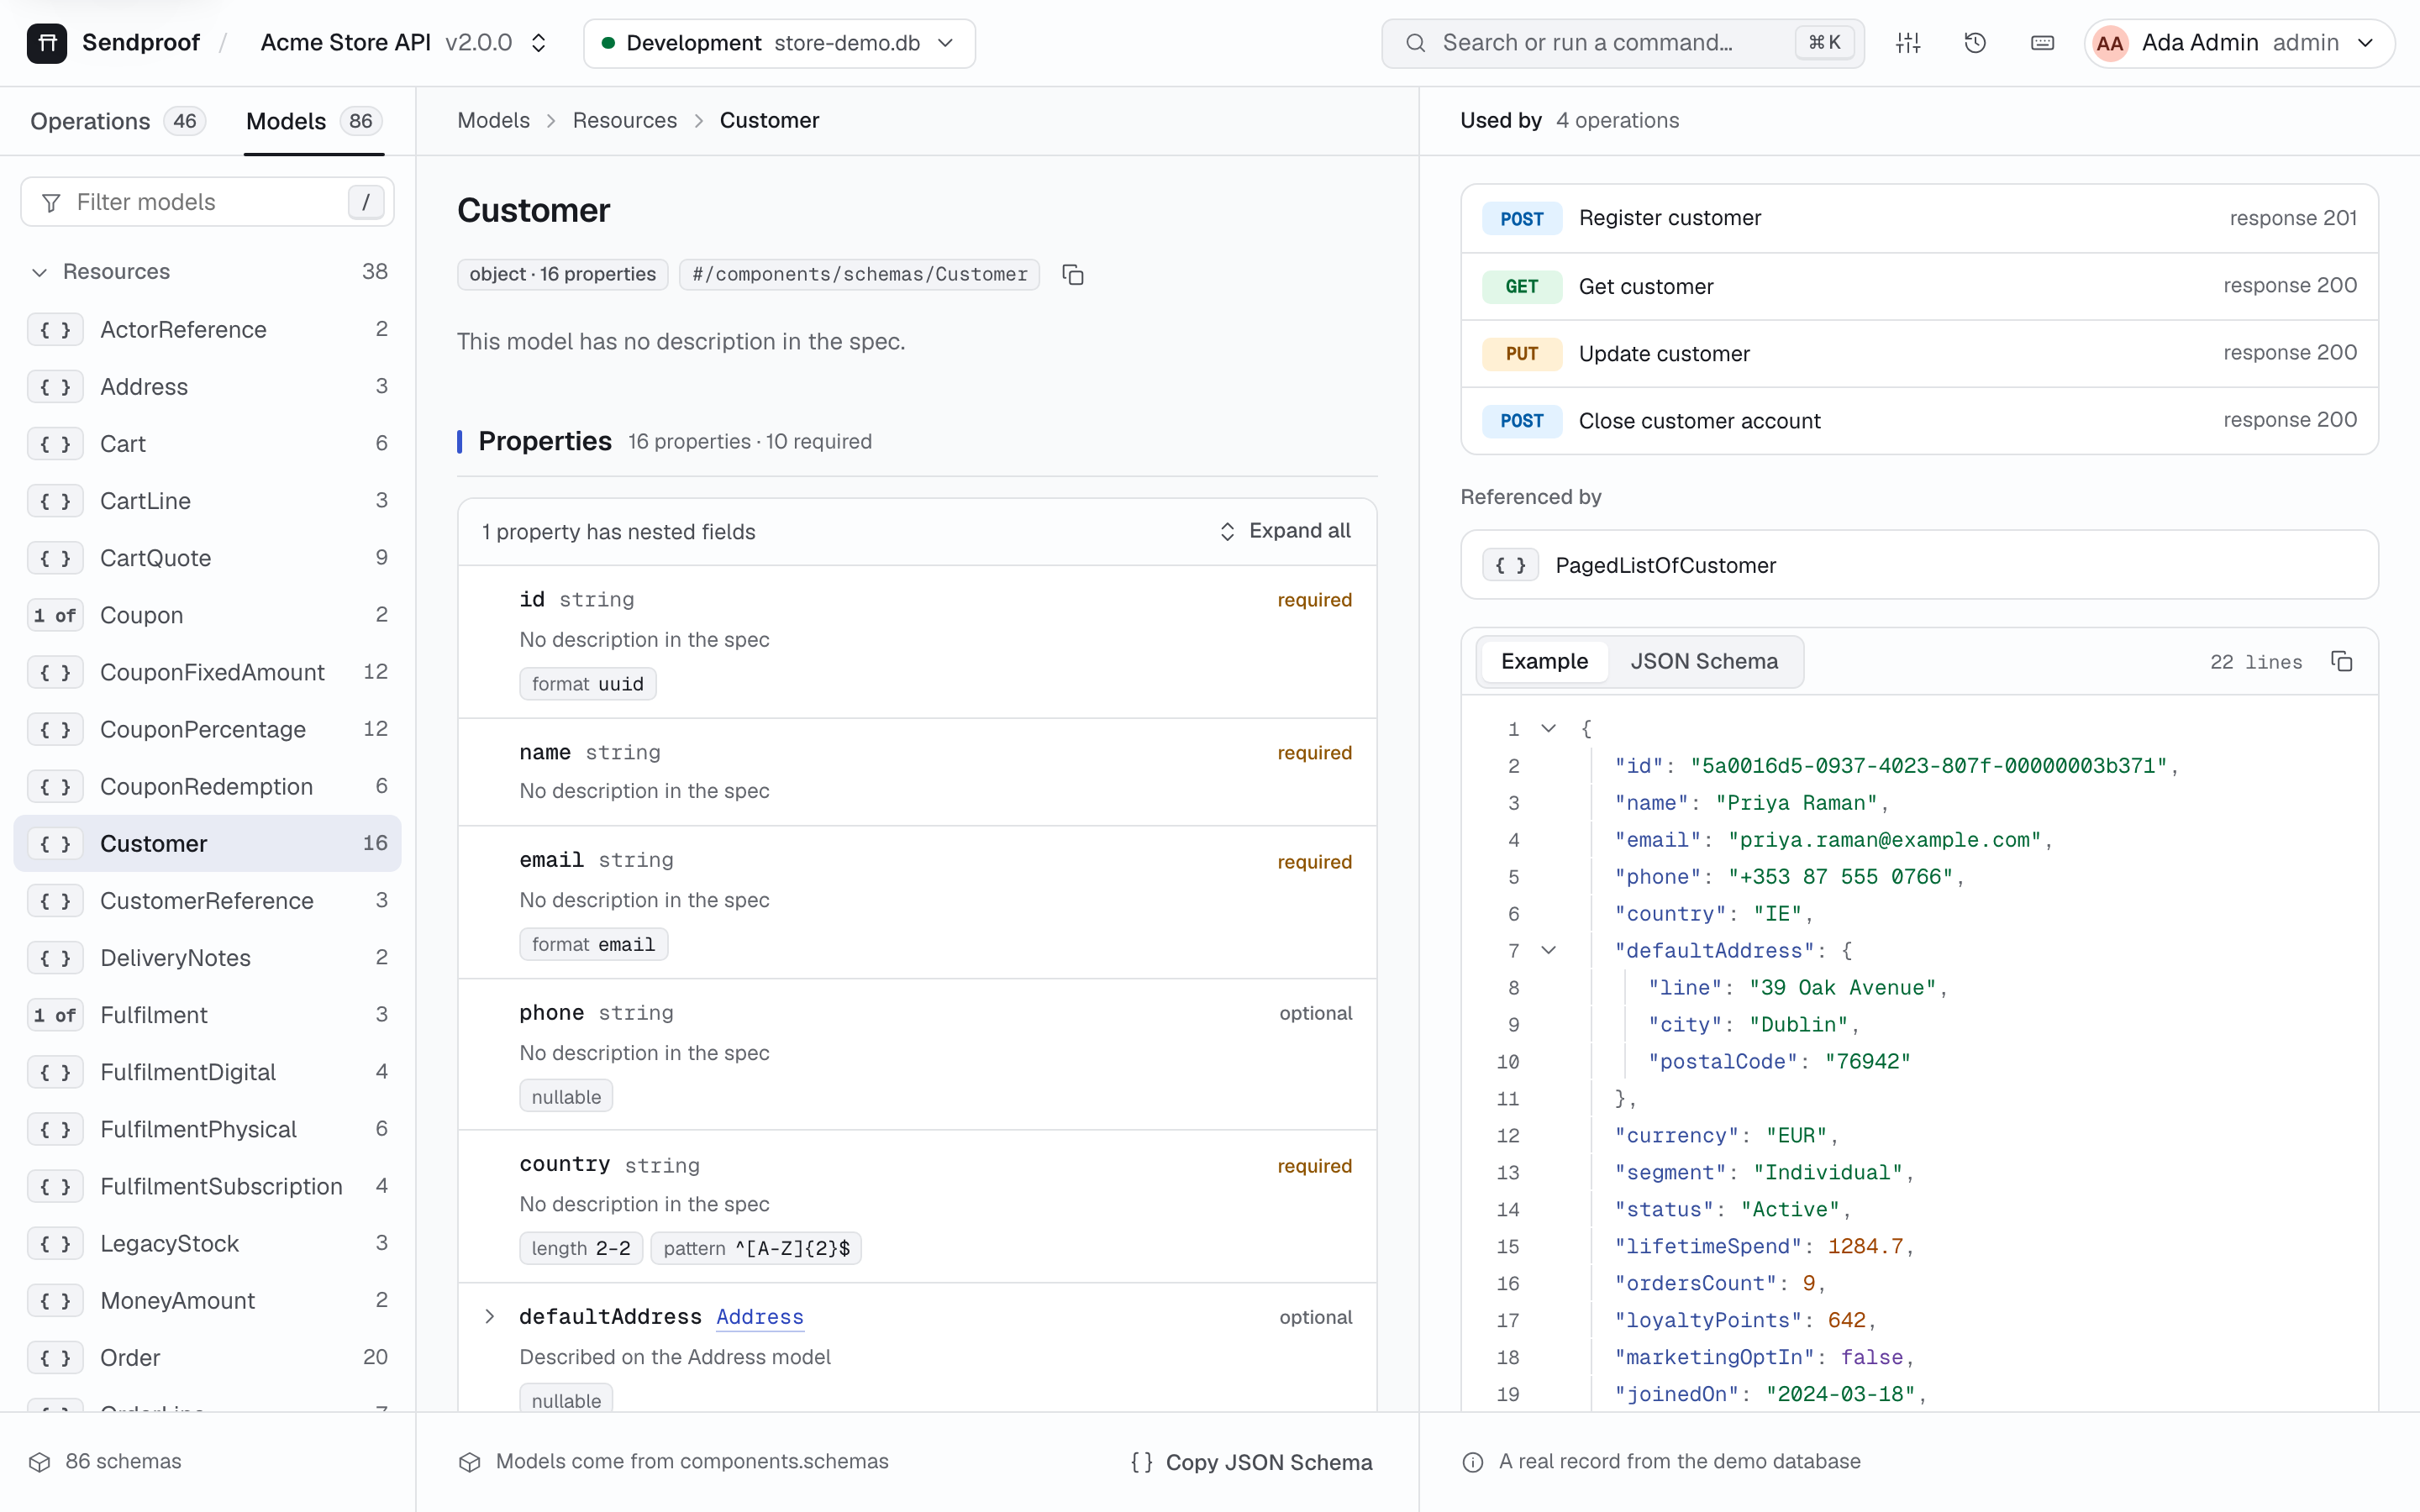 Sendproof / Acme Store API v2.0.0
Development store-demo.db
Search or run a command... ⌘K
AA Ada Admin admin
Operations 46 Models 86
Filter models /
Resources 38
{ } ActorReference 2
{ } Address 3
{ } Cart 6
{ } CartLine 3
{ } CartQuote 9
1 of Coupon 2
{ } CouponFixedAmount 12
{ } CouponPercentage 12
{ } CouponRedemption 6
{ } Customer 16
{ } CustomerReference 3
{ } DeliveryNotes 2
1 of Fulfilment 3
{ } FulfilmentDigital 4
{ } FulfilmentPhysical 6
{ } FulfilmentSubscription 4
{ } LegacyStock 3
{ } MoneyAmount 2
{ } Order 20
86 schemas
Models > Resources > Customer
Customer
object · 16 properties #/components/schemas/Customer
This model has no description in the spec.
Properties 16 properties · 10 required
1 property has nested fields Expand all
id string required
No description in the spec
format uuid
name string required
No description in the spec
email string required
No description in the spec
format email
phone string optional
No description in the spec
nullable
country string required
No description in the spec
length 2-2 pattern ^[A-Z]{2}$
defaultAddress Address optional
Described on the Address model
nullable
Models come from components.schemas
{ } Copy JSON Schema
Used by 4 operations
POST Register customer response 201
GET Get customer response 200
PUT Update customer response 200
POST Close customer account response 200
Referenced by
{ } PagedListOfCustomer
Example JSON Schema 22 lines
1 {
2 "id": "5a0016d5-0937-4023-807f-00000003b371",
3 "name": "Priya Raman",
4 "email": "priya.raman@example.com",
5 "phone": "+353 87 555 0766",
6 "country": "IE",
7 "defaultAddress": {
8 "line": "39 Oak Avenue",
9 "city": "Dublin",
10 "postalCode": "76942"
11 },
12 "currency": "EUR",
13 "segment": "Individual",
14 "status": "Active",
15 "lifetimeSpend": 1284.7,
16 "ordersCount": 9,
17 "loyaltyPoints": 642,
18 "marketingOptIn": false,
19 "joinedOn": "2024-03-18",
A real record from the demo database